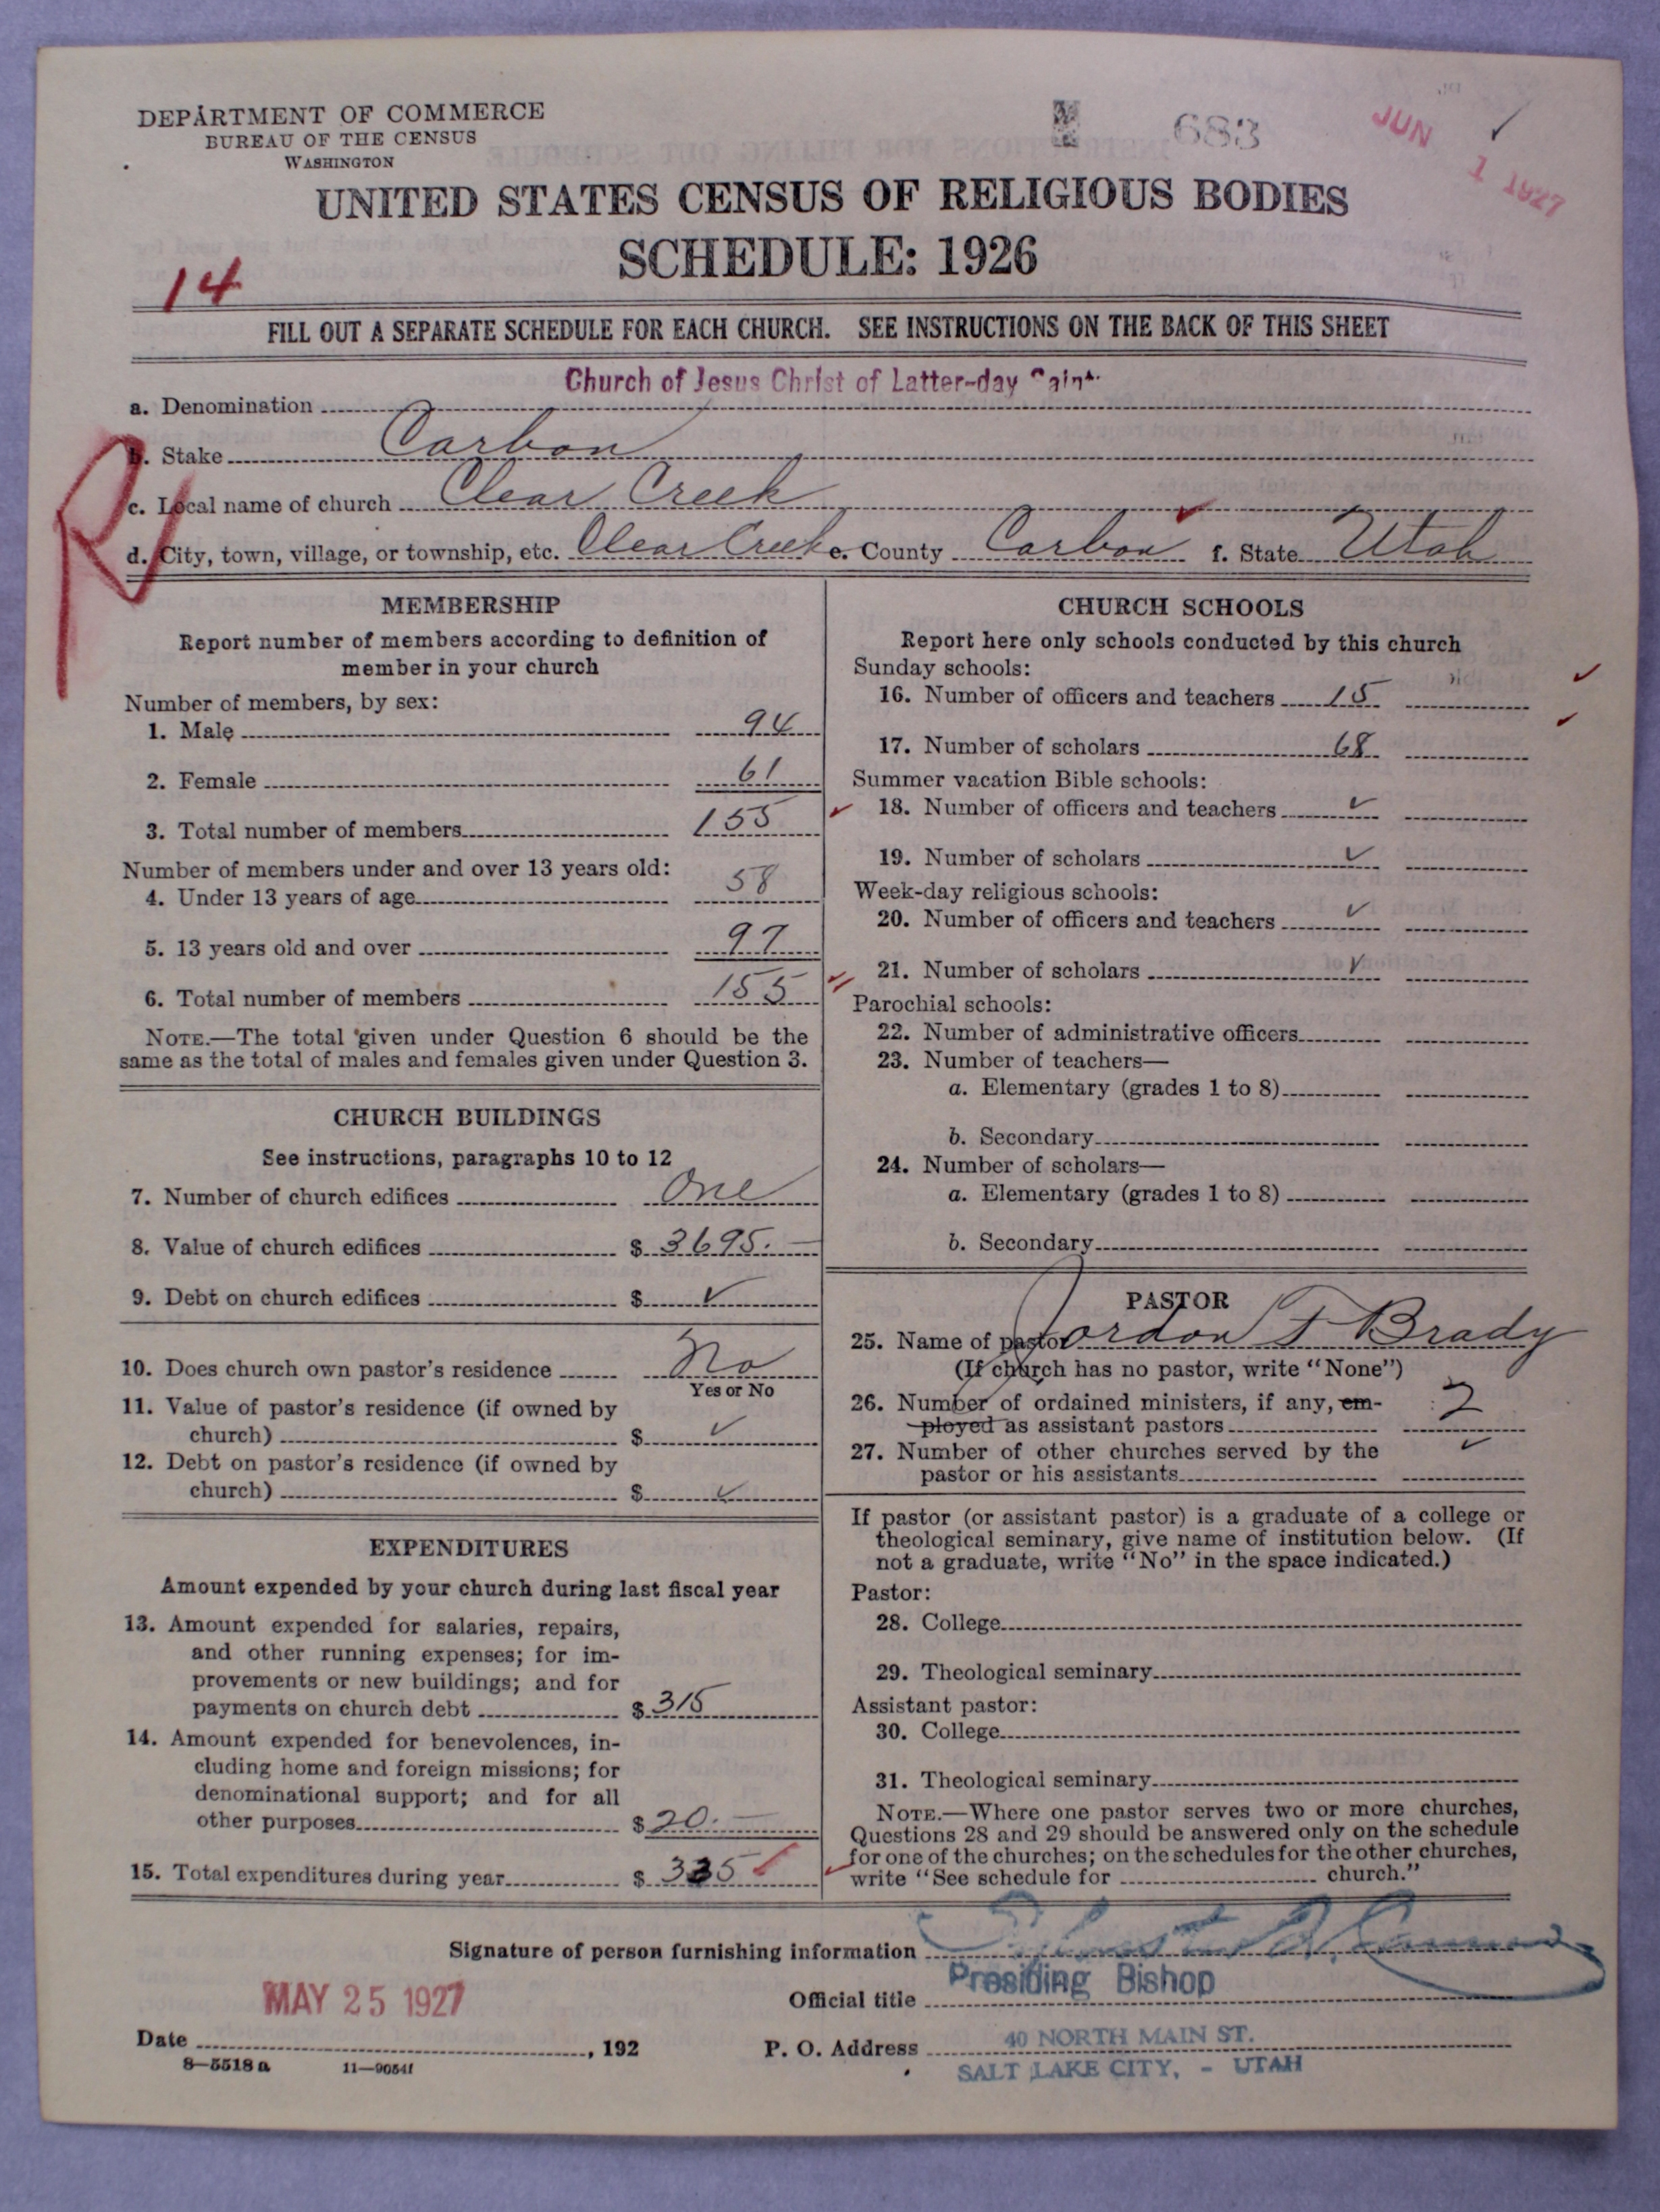 DEPARTMENT OF COMMERCE
BUREAU OF THE CENSUS
WASHINGTON
683
JUN 1 1927
UNITED STATES CENSUS OF RELIGIOUS BODIES
SCHEDULE: 1926
14
FILL OUT A SEPARATE SCHEDULE FOR EACH CHURCH. SEE INSTRUCTIONS ON THE BACK OF THIS SHEET
Church of Jesus Christ of Latter-day Saint
a. Denomination
b. Stake Carbon
c. Local name of church Clear Creek
d. City, town, village, or township, etc. Clear Creek e. County Carbon f. State Utah
MEMBERSHIP
Report number of members according to definition of
member in your church
Number of members, by sex:
1. Male 94
2. Female 61
3. Total number of members 155
Number of members under and over 13 years old:
4. Under 13 years of age 58
5. 13 years old and over 97
6. Total number of members 155
NOTE.—The total given under Question 6 should be the
same as the total of males and females given under Question 3.
CHURCH BUILDINGS
See instructions, paragraphs 10 to 12
7. Number of church edifices One
8. Value of church edifices $ 3695.—
9. Debt on church edifices $ ✓
10. Does church own pastor's residence No
Yes or No
11. Value of pastor's residence (if owned by
church) $ ✓
12. Debt on pastor's residence (if owned by
church) $ ✓
EXPENDITURES
Amount expended by your church during last fiscal year
13. Amount expended for salaries, repairs,
and other running expenses; for im-
provements or new buildings; and for
payments on church debt $ 315
14. Amount expended for benevolences, in-
cluding home and foreign missions; for
denominational support; and for all
other purposes $ 20.—
15. Total expenditures during year $ 335
CHURCH SCHOOLS
Report here only schools conducted by this church
Sunday schools:
16. Number of officers and teachers 15
17. Number of scholars 68
Summer vacation Bible schools:
18. Number of officers and teachers ✓
19. Number of scholars ✓
Week-day religious schools:
20. Number of officers and teachers ✓
21. Number of scholars ✓
Parochial schools:
22. Number of administrative officers
23. Number of teachers—
a. Elementary (grades 1 to 8)
b. Secondary
24. Number of scholars—
a. Elementary (grades 1 to 8)
b. Secondary
PASTOR
25. Name of pastor Jordon F Brady
(If church has no pastor, write "None")
26. Number of ordained ministers, if any, em-
ployed as assistant pastors 2
27. Number of other churches served by the
pastor or his assistants ✓
If pastor (or assistant pastor) is a graduate of a college or
theological seminary, give name of institution below. (If
not a graduate, write "No" in the space indicated.)
Pastor:
28. College
29. Theological seminary
Assistant pastor:
30. College
31. Theological seminary
NOTE.—Where one pastor serves two or more churches,
Questions 28 and 29 should be answered only on the schedule
for one of the churches; on the schedules for the other churches,
write "See schedule for church."
Signature of person furnishing information
Official title Presiding Bishop
MAY 25 1927
Date , 192
P. O. Address 40 NORTH MAIN ST.
SALT LAKE CITY, - UTAH
8—5518 a 11—9054f